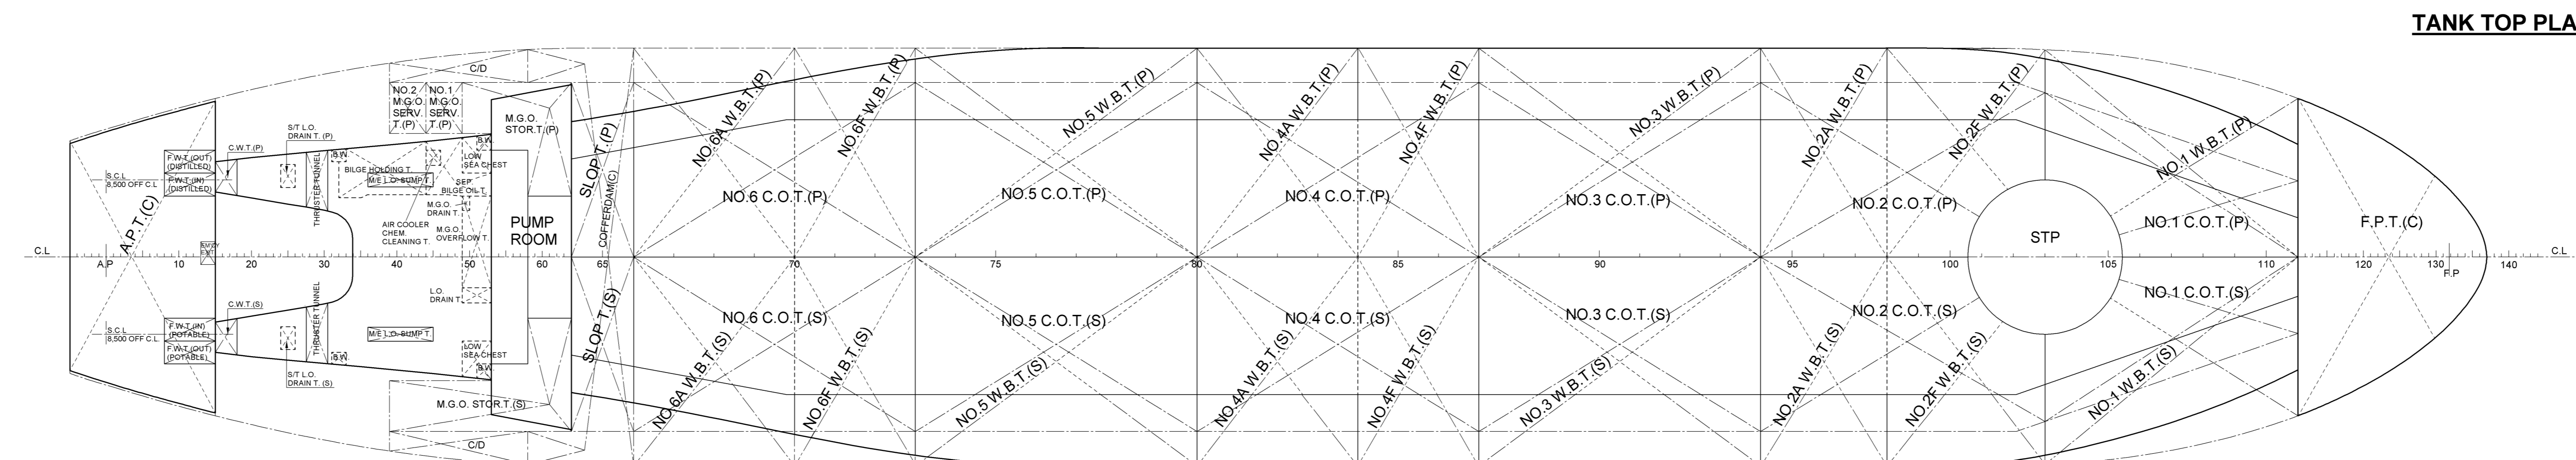 TANK TOP PLA
C/D
NO.2
M.G.O.
SERV.
T.(P)
NO.1
M.G.O.
SERV.
T.(P)
M.G.O.
STOR.T.(P)
S/T L.O.
DRAIN T. (P)
C.W.T.(P)
F.W.T.(OUT)
(DISTILLED)
F.W.T.(IN)
(DISTILLED)
S.C.L
8,500 OFF C.L
A.P.T.(C)
THRUSTER TUNNEL
B.W.
BILGE HOLDING T.
M/E L.O. SUMP T.
B.W.
LOW
SEA CHEST
SEP.
BILGE OIL T.
M.G.O.
DRAIN T.
AIR COOLER
CHEM.
CLEANING T.
M.G.O.
OVERFLOW T.
PUMP
ROOM
SLOP T.(P)
COFFERDAM(C)
NO.6A W.B.T.(P)
NO.6F W.B.T.(P)
NO.5 W.B.T.(P)
NO.4A W.B.T.(P)
NO.4F W.B.T.(P)
NO.3 W.B.T.(P)
NO.2A W.B.T.(P)
NO.2F W.B.T.(P)
NO.1 W.B.T.(P)
NO.6 C.O.T.(P)
NO.5 C.O.T.(P)
NO.4 C.O.T.(P)
NO.3 C.O.T.(P)
NO.2 C.O.T.(P)
NO.1 C.O.T.(P)
STP
F.P.T.(C)
C.L
C.L
A.P
10
20
30
40
50
60
65
70
75
80
85
90
95
100
105
110
120
130
140
F.P
L.O.
DRAIN T.
C.W.T.(S)
S.C.L
8,500 OFF C.L
F.W.T.(IN)
(POTABLE)
F.W.T.(OUT)
(POTABLE)
THRUSTER TUNNEL
B.W.
M/E L.O. SUMP T.
LOW
SEA CHEST
B.W.
S/T L.O.
DRAIN T. (S)
M.G.O. STOR.T.(S)
C/D
SLOP T.(S)
NO.6 C.O.T.(S)
NO.5 C.O.T.(S)
NO.4 C.O.T.(S)
NO.3 C.O.T.(S)
NO.2 C.O.T.(S)
NO.1 C.O.T.(S)
NO.6A W.B.T.(S)
NO.6F W.B.T.(S)
NO.5 W.B.T.(S)
NO.4A W.B.T.(S)
NO.4F W.B.T.(S)
NO.3 W.B.T.(S)
NO.2A W.B.T.(S)
NO.2F W.B.T.(S)
NO.1 W.B.T.(S)